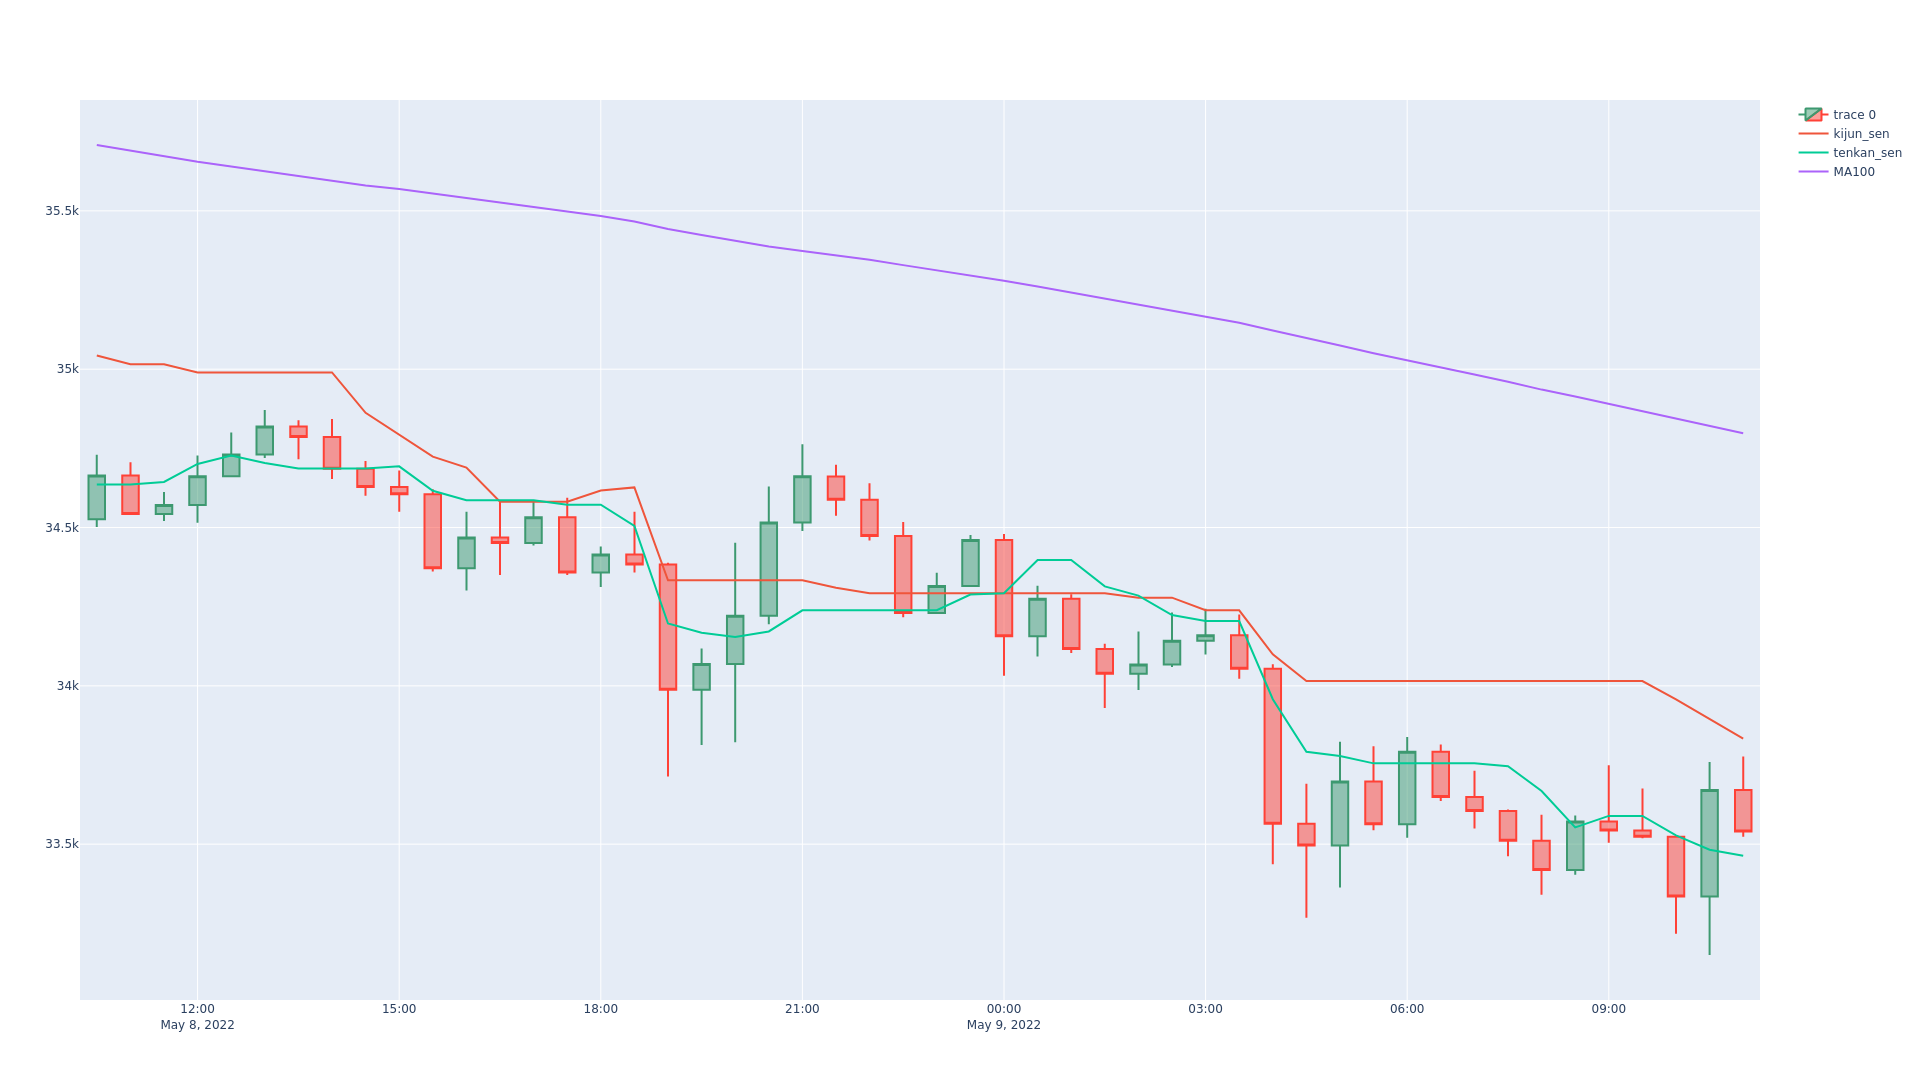 trace 0
kijun_sen
tenkan_sen
MA100
35.5k
35k
34.5k
34k
33.5k
12:00 15:00 18:00 21:00 00:00 03:00 06:00 09:00
May 8, 2022 May 9, 2022